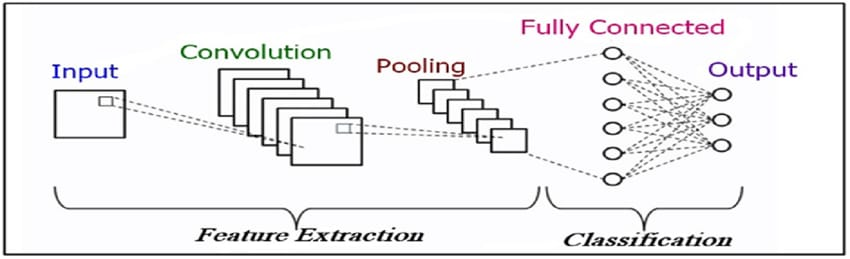 Input
Convolution
Pooling
Fully Connected
Output
Feature Extraction
Classification